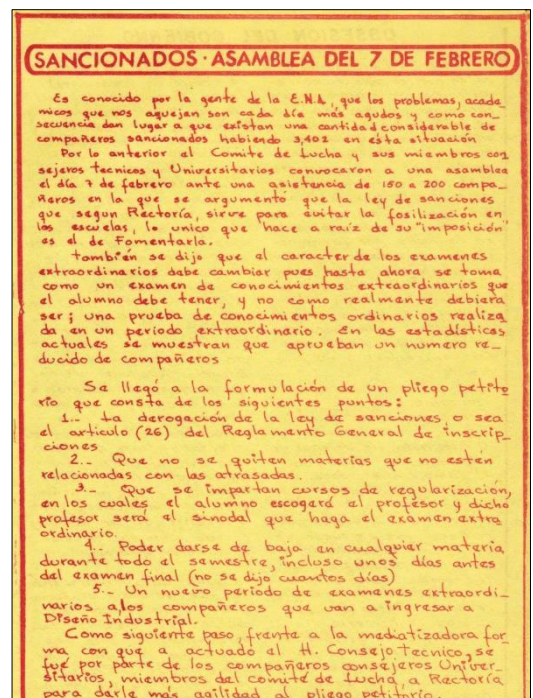 SANCIONADOS · ASAMBLEA DEL 7 DE FEBRERO
Es conocido por la gente de la E.N.A, que los problemas, acade_
micos que nos aquejen son cada día más agudos y como con_
secuencia dan lugar a que existan una cantidad considerable de
compañeros sancionados habiendo 3,402 en ésta situación
Por lo anterior el Comite de Lucha y sus miembros con
sejeros tecnicos y Universitarios convocaron a una asamblea
el día 7 de febrero ante una asistencia de 150 a 200 compa_
ñeros en la que se argumentó que la ley de sanciones
que segun Rectoría, sirve para evitar la fosilización en
las escuelas, lo unico que hace a raíz de su "imposición"
es el de Fomentarla.
también se dijo que el caracter de los examenes
extraordinarios debe cambiar pues hasta ahora se toma
como un examen de conocimientos extraordinarios que
el alumno debe tener, y no como realmente debiera
ser; una prueba de conocimientos ordinarios realiza
da en un periodo extraordinario. En las estadísticas
actuales se muestran que aprueban un numero re_
ducido de compañeros
Se llegó a la formulación de un pliego petito
rio que consta de los siguientes puntos:
1.- La derogación de la ley de sanciones o sea
el articulo (26) del Reglamento General de inscrip_
ciones
2.- Que no se quiten materias que no estén
relacionadas con las atrasadas.
3.- Que se impartan cursos de regularización,
en los cuales el alumno escogerá el profesor y dicho
profesor será el sinodal que haga el examen extra
ordinario.
4.- Poder darse de baja en cualquier materia
durante todo el semestre, incluso unos días antes
del examen final (no se dijo cuantos días)
5.- Un nuevo periodo de examenes extraordi_
narios a los compañeros que van a ingresar a
Diseño Industrial.
Como siguiente paso, frente a la mediatizadora for_
ma con que a actuado el H. Consejo Tecnico, se
fué por parte de los compañeros consejeros Univer_
sitarios, miembros del comité de Lucha, a Rectoría
para darle más agilidad al pliego petitorio.